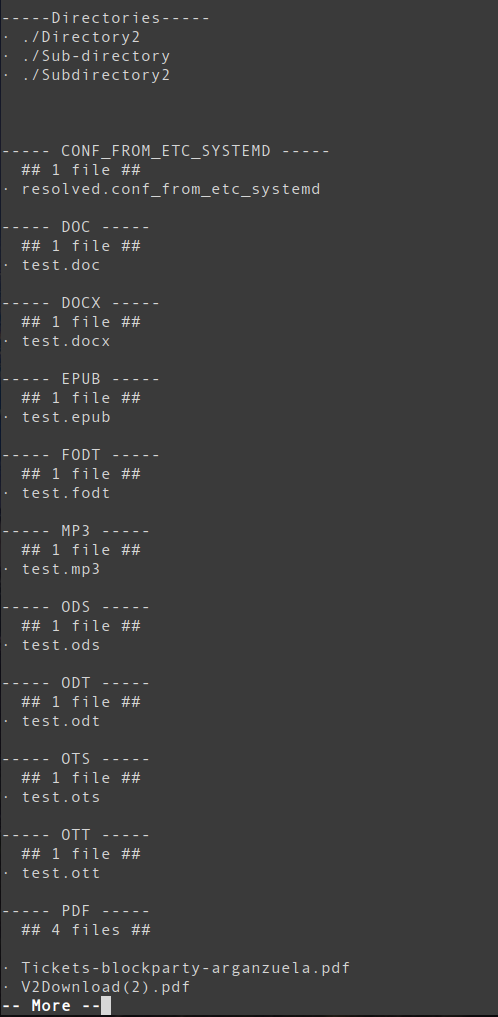 -----Directories-----
· ./Directory2
· ./Sub-directory
· ./Subdirectory2
----- CONF_FROM_ETC_SYSTEMD -----
## 1 file ##
· resolved.conf_from_etc_systemd
----- DOC -----
## 1 file ##
· test.doc
----- DOCX -----
## 1 file ##
· test.docx
----- EPUB -----
## 1 file ##
· test.epub
----- FODT -----
## 1 file ##
· test.fodt
----- MP3 -----
## 1 file ##
· test.mp3
----- ODS -----
## 1 file ##
· test.ods
----- ODT -----
## 1 file ##
· test.odt
----- OTS -----
## 1 file ##
· test.ots
----- OTT -----
## 1 file ##
· test.ott
----- PDF -----
## 4 files ##
· Tickets-blockparty-arganzuela.pdf
· V2Download(2).pdf
-- More --